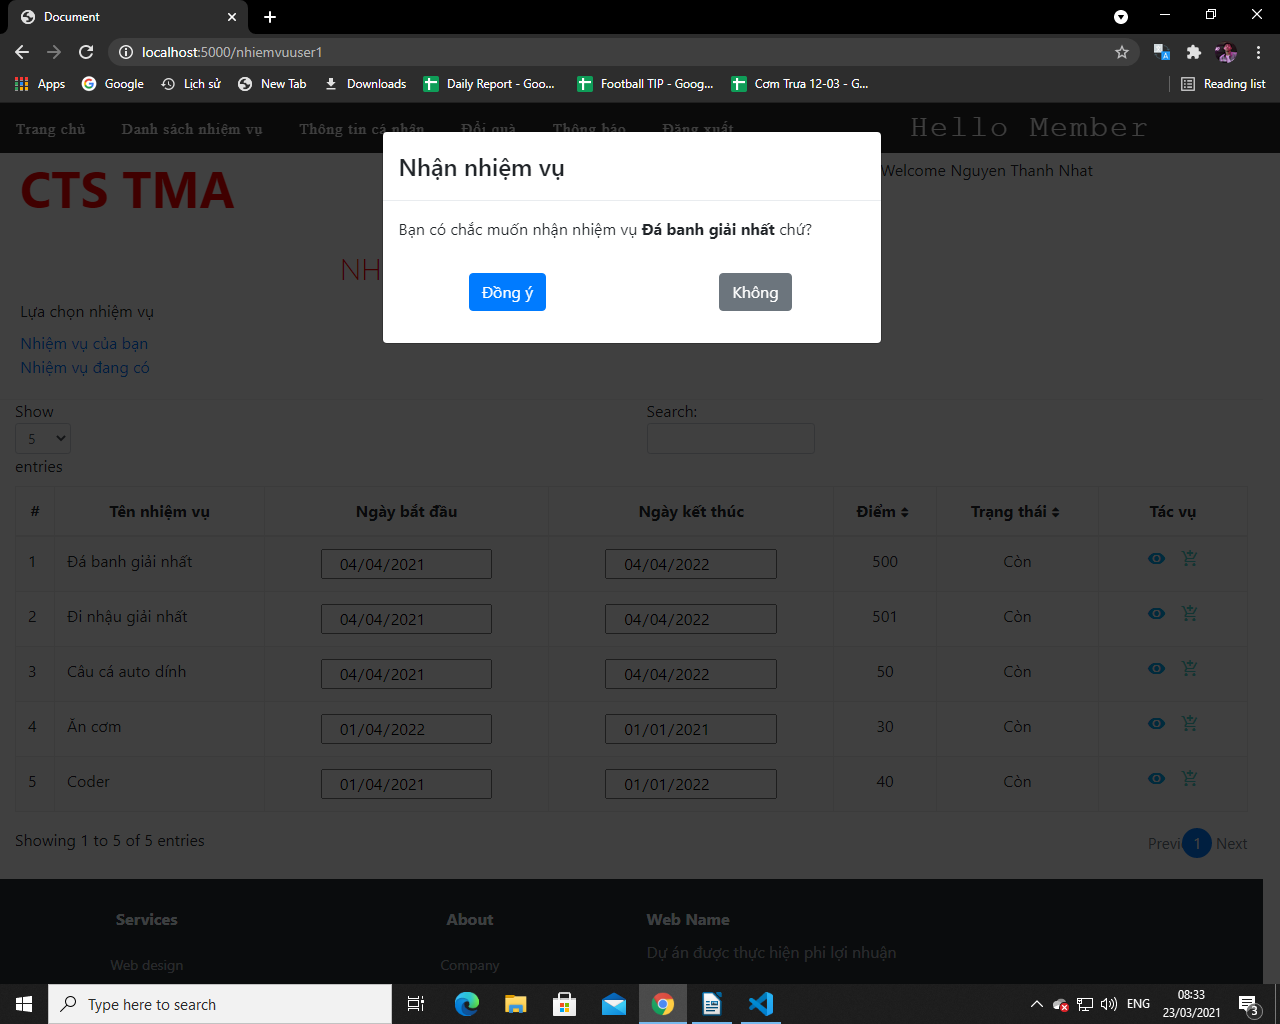 Document
localhost:5000/nhiemvuuser1
Apps Google Lịch sử New Tab Downloads Daily Report - Goo... Football TIP - Goog... Cơm Trưa 12-03 - G... Reading list
Trang chủ Danh sách nhiệm vụ Thông tin cá nhân Đổi quà Thông báo Đăng xuất Hello Member
CTS TMA
Welcome Nguyen Thanh Nhat
Nhận nhiệm vụ
Bạn có chắc muốn nhận nhiệm vụ Đá banh giải nhất chứ?
Đồng ý Không
NH
Lựa chọn nhiệm vụ
Nhiệm vụ của bạn
Nhiệm vụ đang có
Show Search:
5
entries
# Tên nhiệm vụ Ngày bắt đầu Ngày kết thúc Điểm Trạng thái Tác vụ
1 Đá banh giải nhất 04/04/2021 04/04/2022 500 Còn
2 Đi nhậu giải nhất 04/04/2021 04/04/2022 501 Còn
3 Câu cá auto dính 04/04/2021 04/04/2022 50 Còn
4 Ăn cơm 01/04/2022 01/01/2021 30 Còn
5 Coder 01/04/2021 01/01/2022 40 Còn
Showing 1 to 5 of 5 entries Previ 1 Next
Services About Web Name
Web design Company Dự án được thực hiện phi lợi nhuận
Type here to search
ENG 08:33
23/03/2021 3